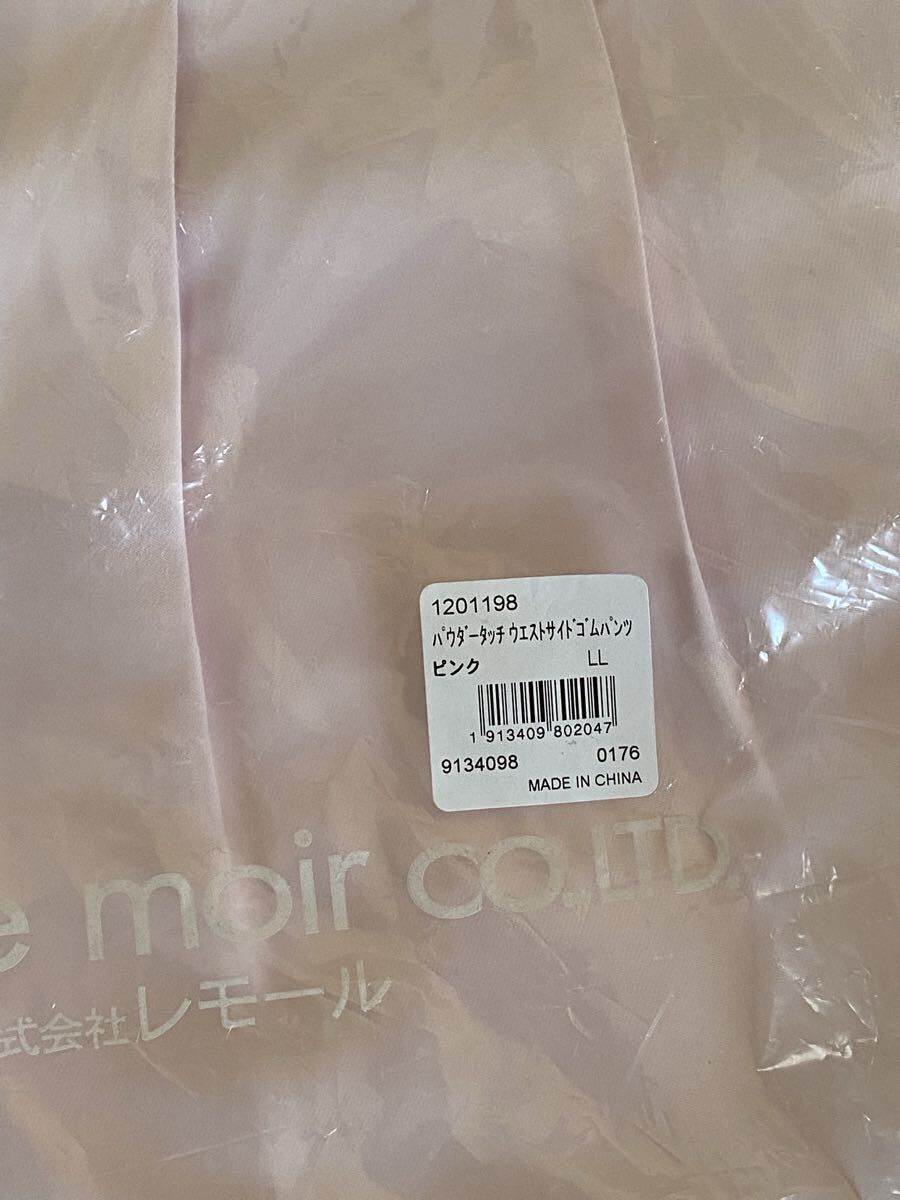 1201198
ﾊﾟｳﾀﾞｰﾀｯﾁ ｳｴｽﾄｻｲﾄﾞｺﾞﾑﾊﾟﾝﾂ
ピンク LL
1 913409 802047
9134098 0176
MADE IN CHINA
e moir CO.,LTD.
式会社レモール